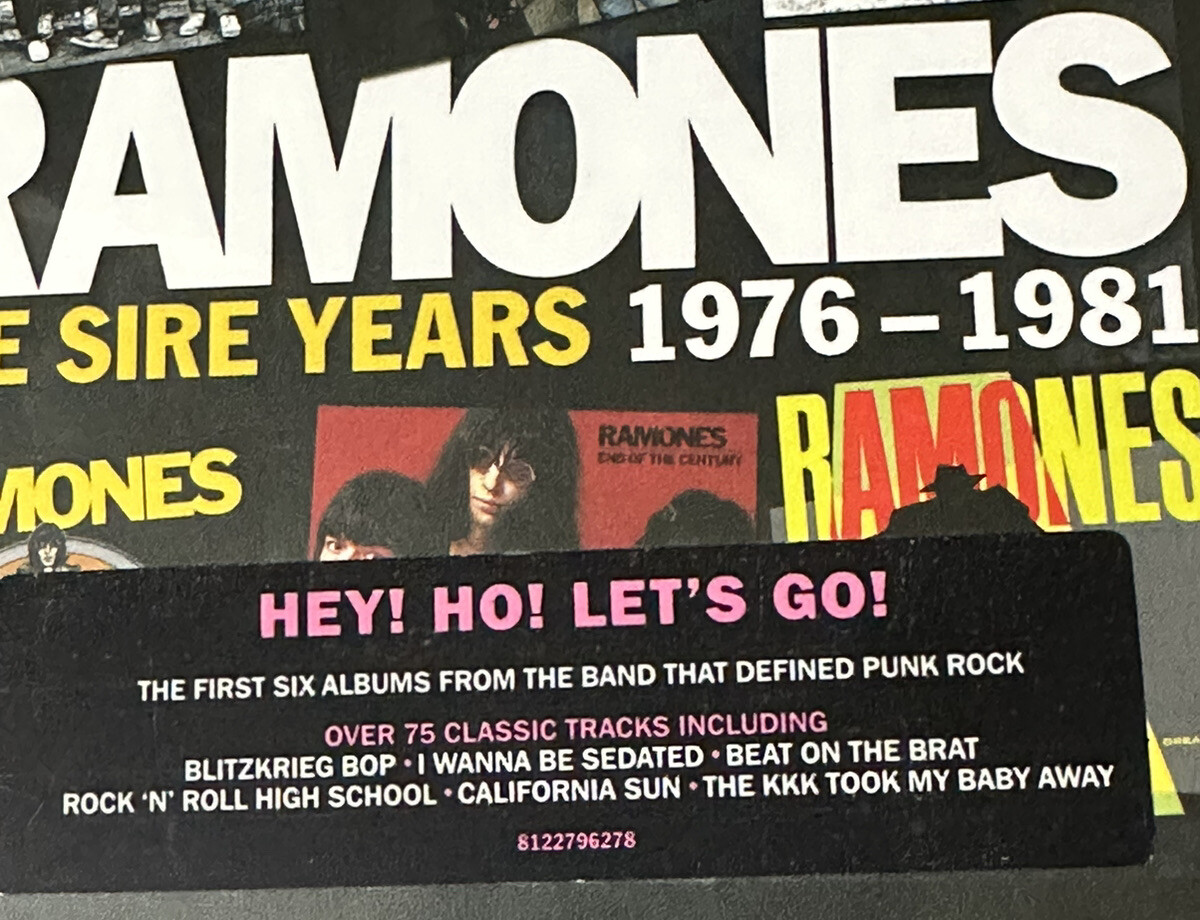 RAMONES
E SIRE YEARS 1976–1981
MONES
RAMONES
END OF THE CENTURY
RAMONES
HEY! HO! LET'S GO!
THE FIRST SIX ALBUMS FROM THE BAND THAT DEFINED PUNK ROCK
OVER 75 CLASSIC TRACKS INCLUDING
BLITZKRIEG BOP • I WANNA BE SEDATED • BEAT ON THE BRAT
ROCK 'N' ROLL HIGH SCHOOL • CALIFORNIA SUN • THE KKK TOOK MY BABY AWAY
8122796278